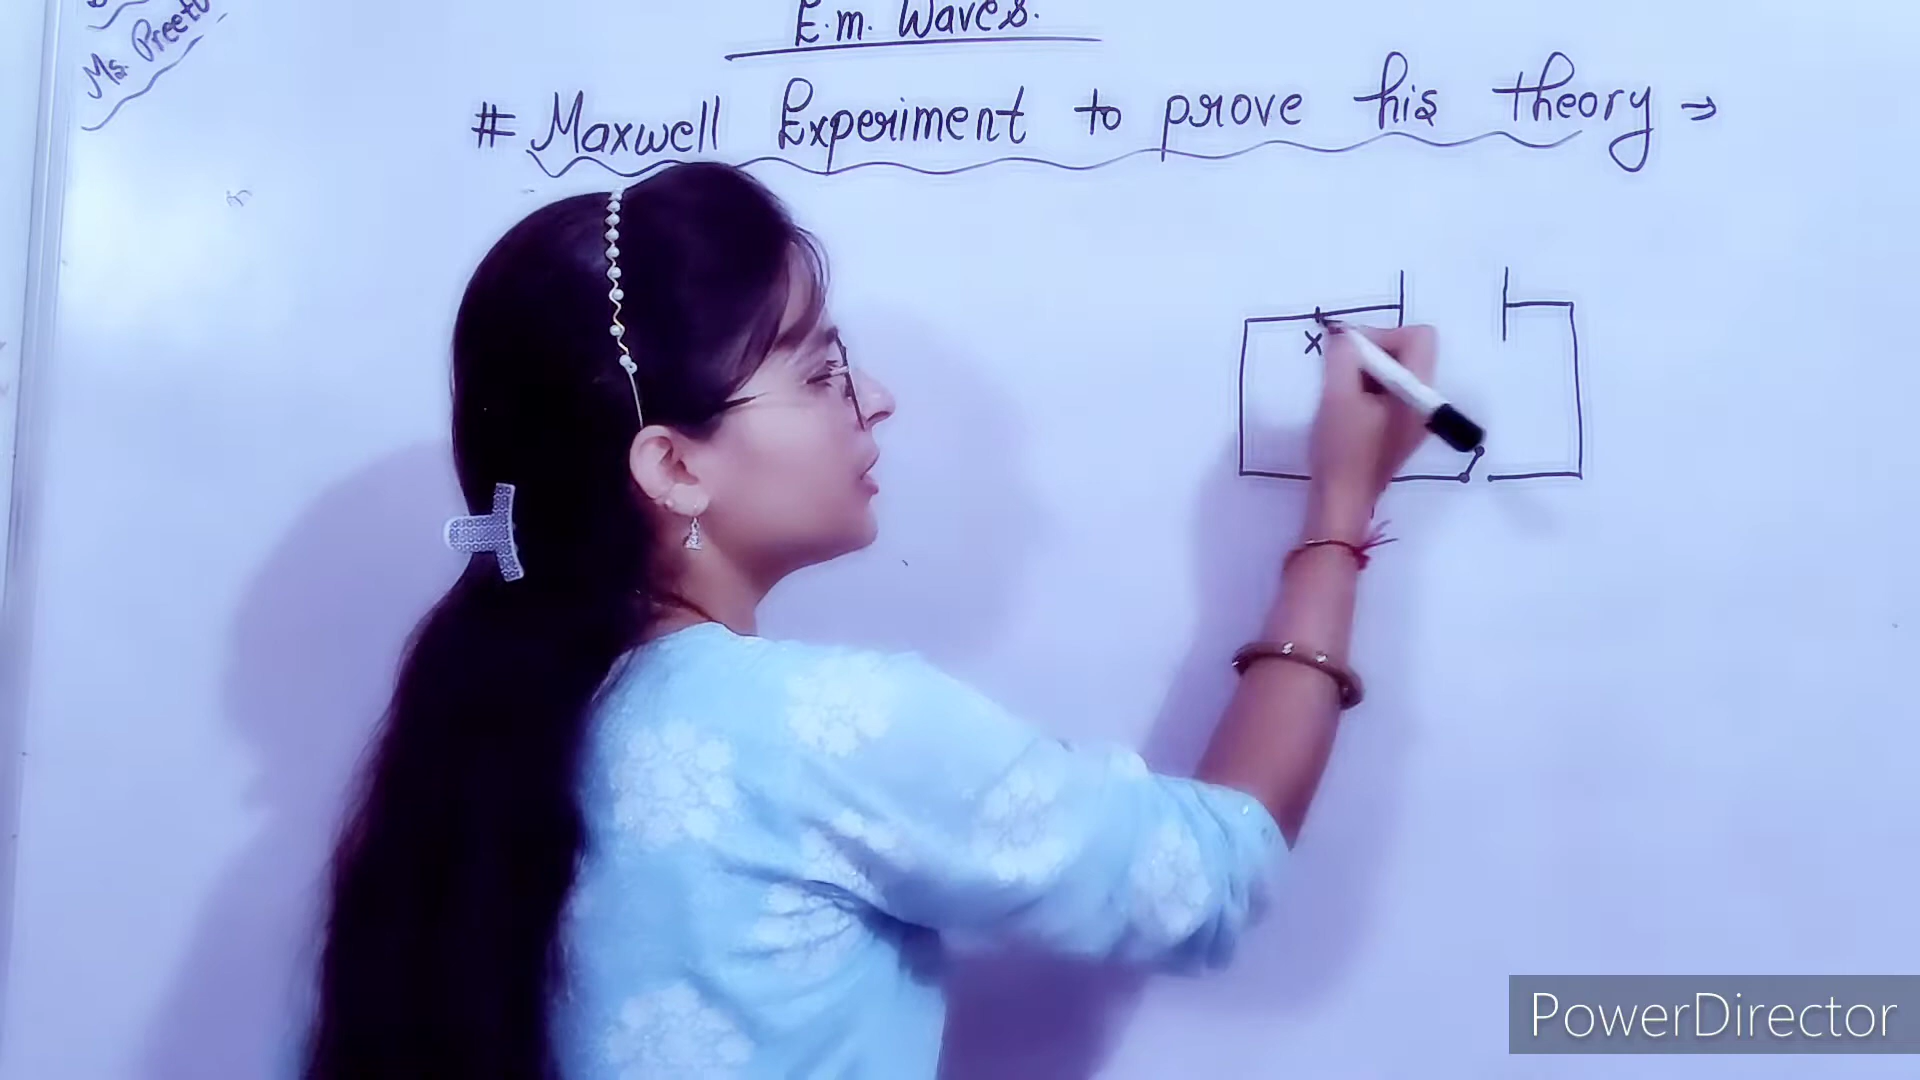 Ms. Preeti
E.m. Waves.
# Maxwell Experiment to prove his theory →
X
PowerDirector